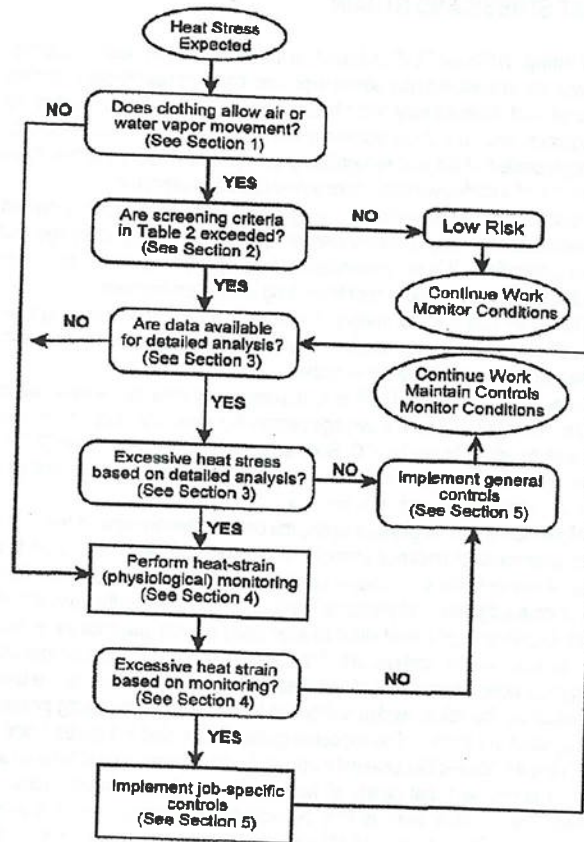 Heat Stress
Expected
NO
Does clothing allow air or
water vapor movement?
(See Section 1)
YES
Are screening criteria
in Table 2 exceeded?
(See Section 2)
NO
Low Risk
YES
Continue Work
Monitor Conditions
NO
Are data available
for detailed analysis?
(See Section 3)
YES
Continue Work
Maintain Controls
Monitor Conditions
Excessive heat stress
based on detailed analysis?
(See Section 3)
NO
Implement general
controls
(See Section 5)
YES
Perform heat-strain
(physiological) monitoring
(See Section 4)
Excessive heat strain
based on monitoring?
(See Section 4)
NO
YES
Implement job-specific
controls
(See Section 5)